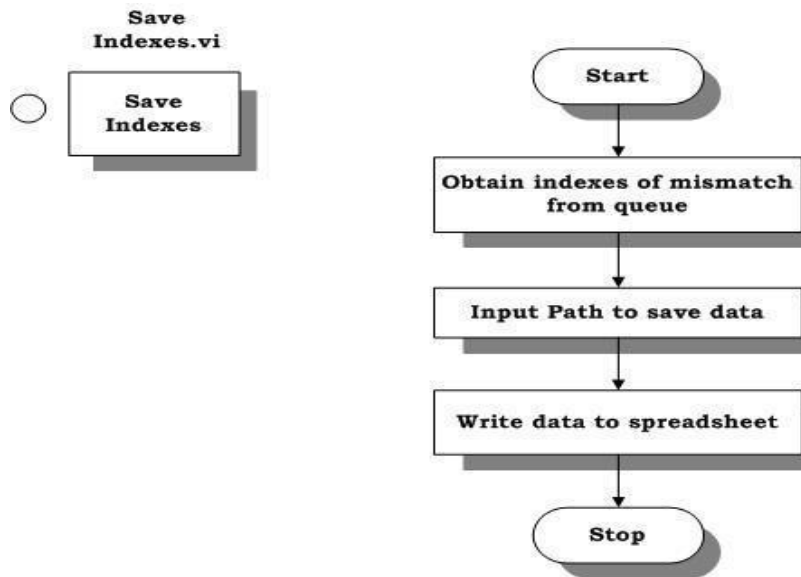 Save
Indexes.vi
Save
Indexes
Start
Obtain indexes of mismatch
from queue
Input Path to save data
Write data to spreadsheet
Stop